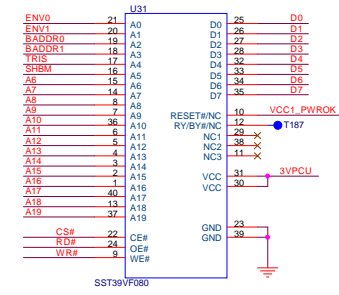 U31
ENV0 21 A0 D0 25 D0
ENV1 20 A1 D1 26 D1
BADDR0 19 A2 D2 27 D2
BADDR1 18 A3 D3 28 D3
TRIS 17 A4 D4 32 D4
SHBM 16 A5 D5 33 D5
A6 15 A6 D6 34 D6
A7 14 A7 D7 35 D7
A8 8 A8
A9 7 A9 RESET#/NC 10 VCC1_PWROK
A10 36 A10 RY/BY#/NC 12 T187
A11 6 A11 NC1 29
A12 5 A12 NC2 38
A13 4 A13 NC3 11
A14 3 A14
A15 2 A15 VCC 31 3VPCU
A16 1 A16 VCC 30
A17 40 A17
A18 13 A18
A19 37 A19 GND 23
CS# 22 CE# GND 39
RD# 24 OE#
WR# 9 WE#
SST39VF080